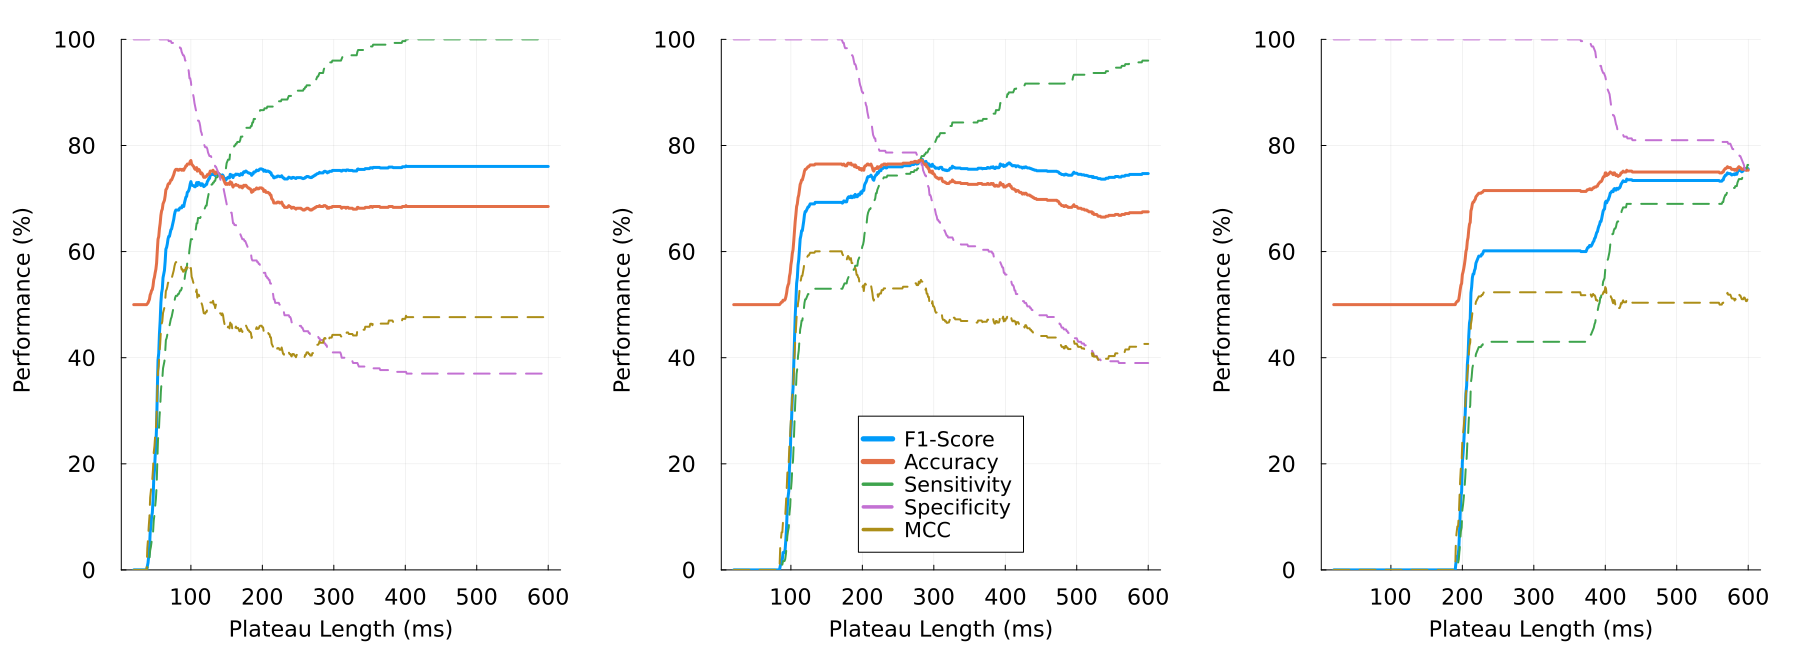 Performance (%)
100
80
60
40
20
0
100 200 300 400 500 600
Plateau Length (ms)
Performance (%)
100
80
60
40
20
0
F1-Score
Accuracy
Sensitivity
Specificity
MCC
100 200 300 400 500 600
Plateau Length (ms)
Performance (%)
100
80
60
40
20
0
100 200 300 400 500 600
Plateau Length (ms)